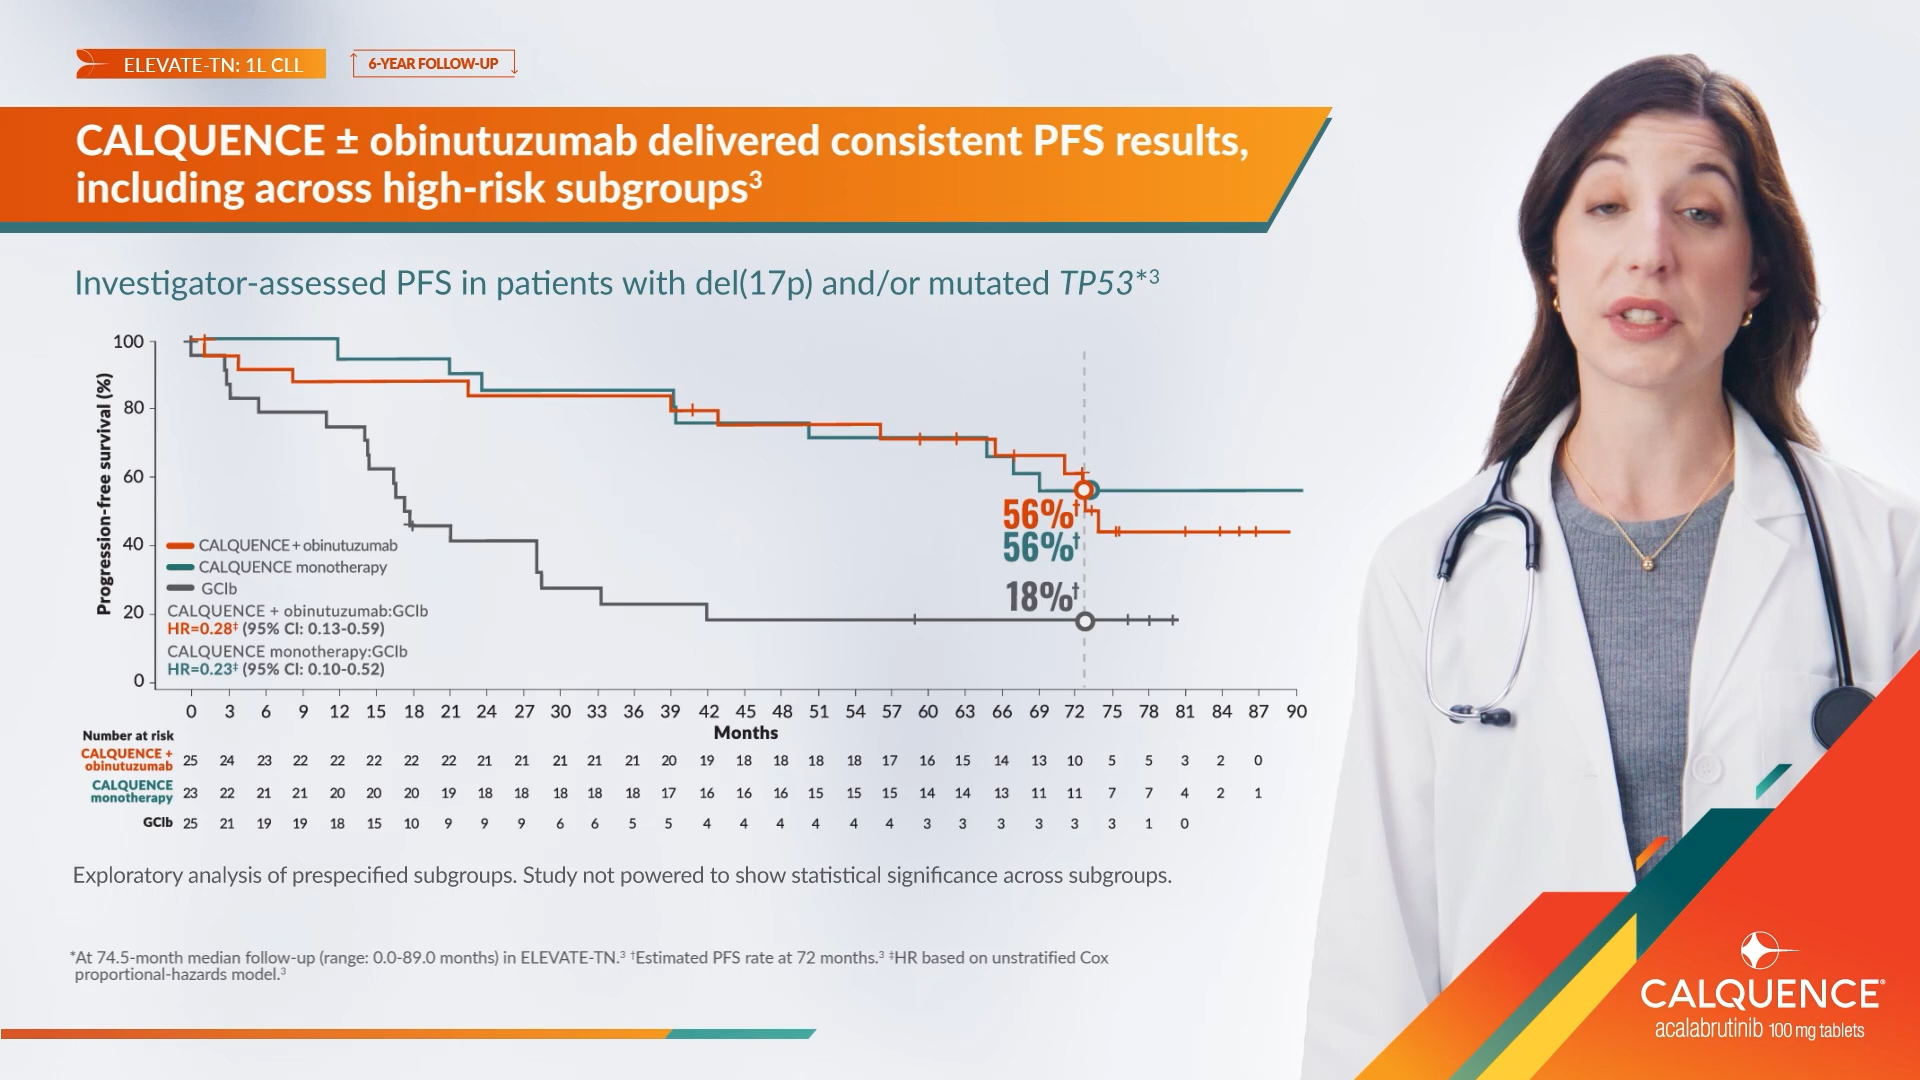 ELEVATE-TN: 1L CLL
6-YEAR FOLLOW-UP
CALQUENCE ± obinutuzumab delivered consistent PFS results,
including across high-risk subgroups³
Investigator-assessed PFS in patients with del(17p) and/or mutated TP53*³
Progression-free survival (%)
100
80
60
40
20
0
CALQUENCE + obinutuzumab
CALQUENCE monotherapy
GClb
CALQUENCE + obinutuzumab:GClb
HR=0.28‡ (95% CI: 0.13-0.59)
CALQUENCE monotherapy:GClb
HR=0.23‡ (95% CI: 0.10-0.52)
56%†
56%†
18%†
0 3 6 9 12 15 18 21 24 27 30 33 36 39 42 45 48 51 54 57 60 63 66 69 72 75 78 81 84 87 90
Months
Number at risk
CALQUENCE +
obinutuzumab 25 24 23 22 22 22 22 22 21 21 21 21 21 20 19 18 18 18 18 17 16 15 14 13 10 5 5 3 2 0
CALQUENCE
monotherapy 23 22 21 21 20 20 20 19 18 18 18 18 18 17 16 16 16 15 15 15 14 14 13 11 11 7 7 4 2 1
GClb 25 21 19 19 18 15 10 9 9 9 6 6 5 5 4 4 4 4 4 4 3 3 3 3 3 3 1 0
Exploratory analysis of prespecified subgroups. Study not powered to show statistical significance across subgroups.
*At 74.5-month median follow-up (range: 0.0-89.0 months) in ELEVATE-TN.³ †Estimated PFS rate at 72 months.³ ‡HR based on unstratified Cox
proportional-hazards model.³
CALQUENCE®
acalabrutinib 100 mg tablets